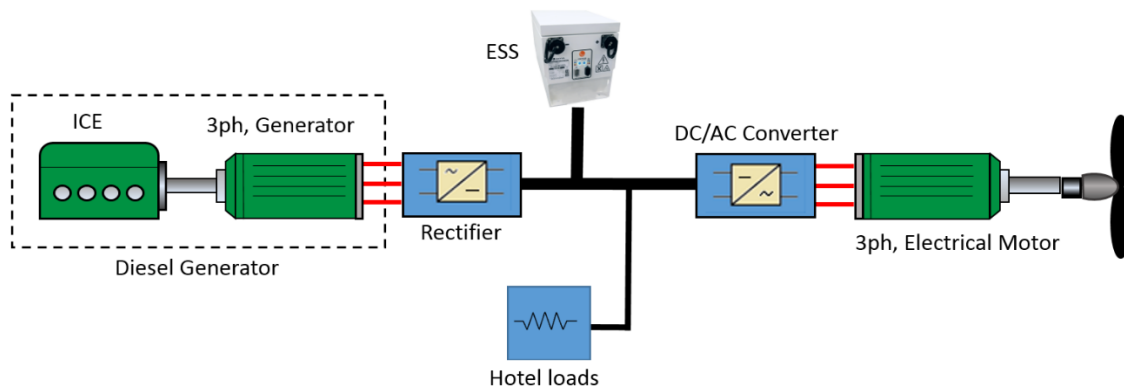 ESS
ICE
3ph, Generator
DC/AC Converter
Rectifier
3ph, Electrical Motor
Diesel Generator
Hotel loads